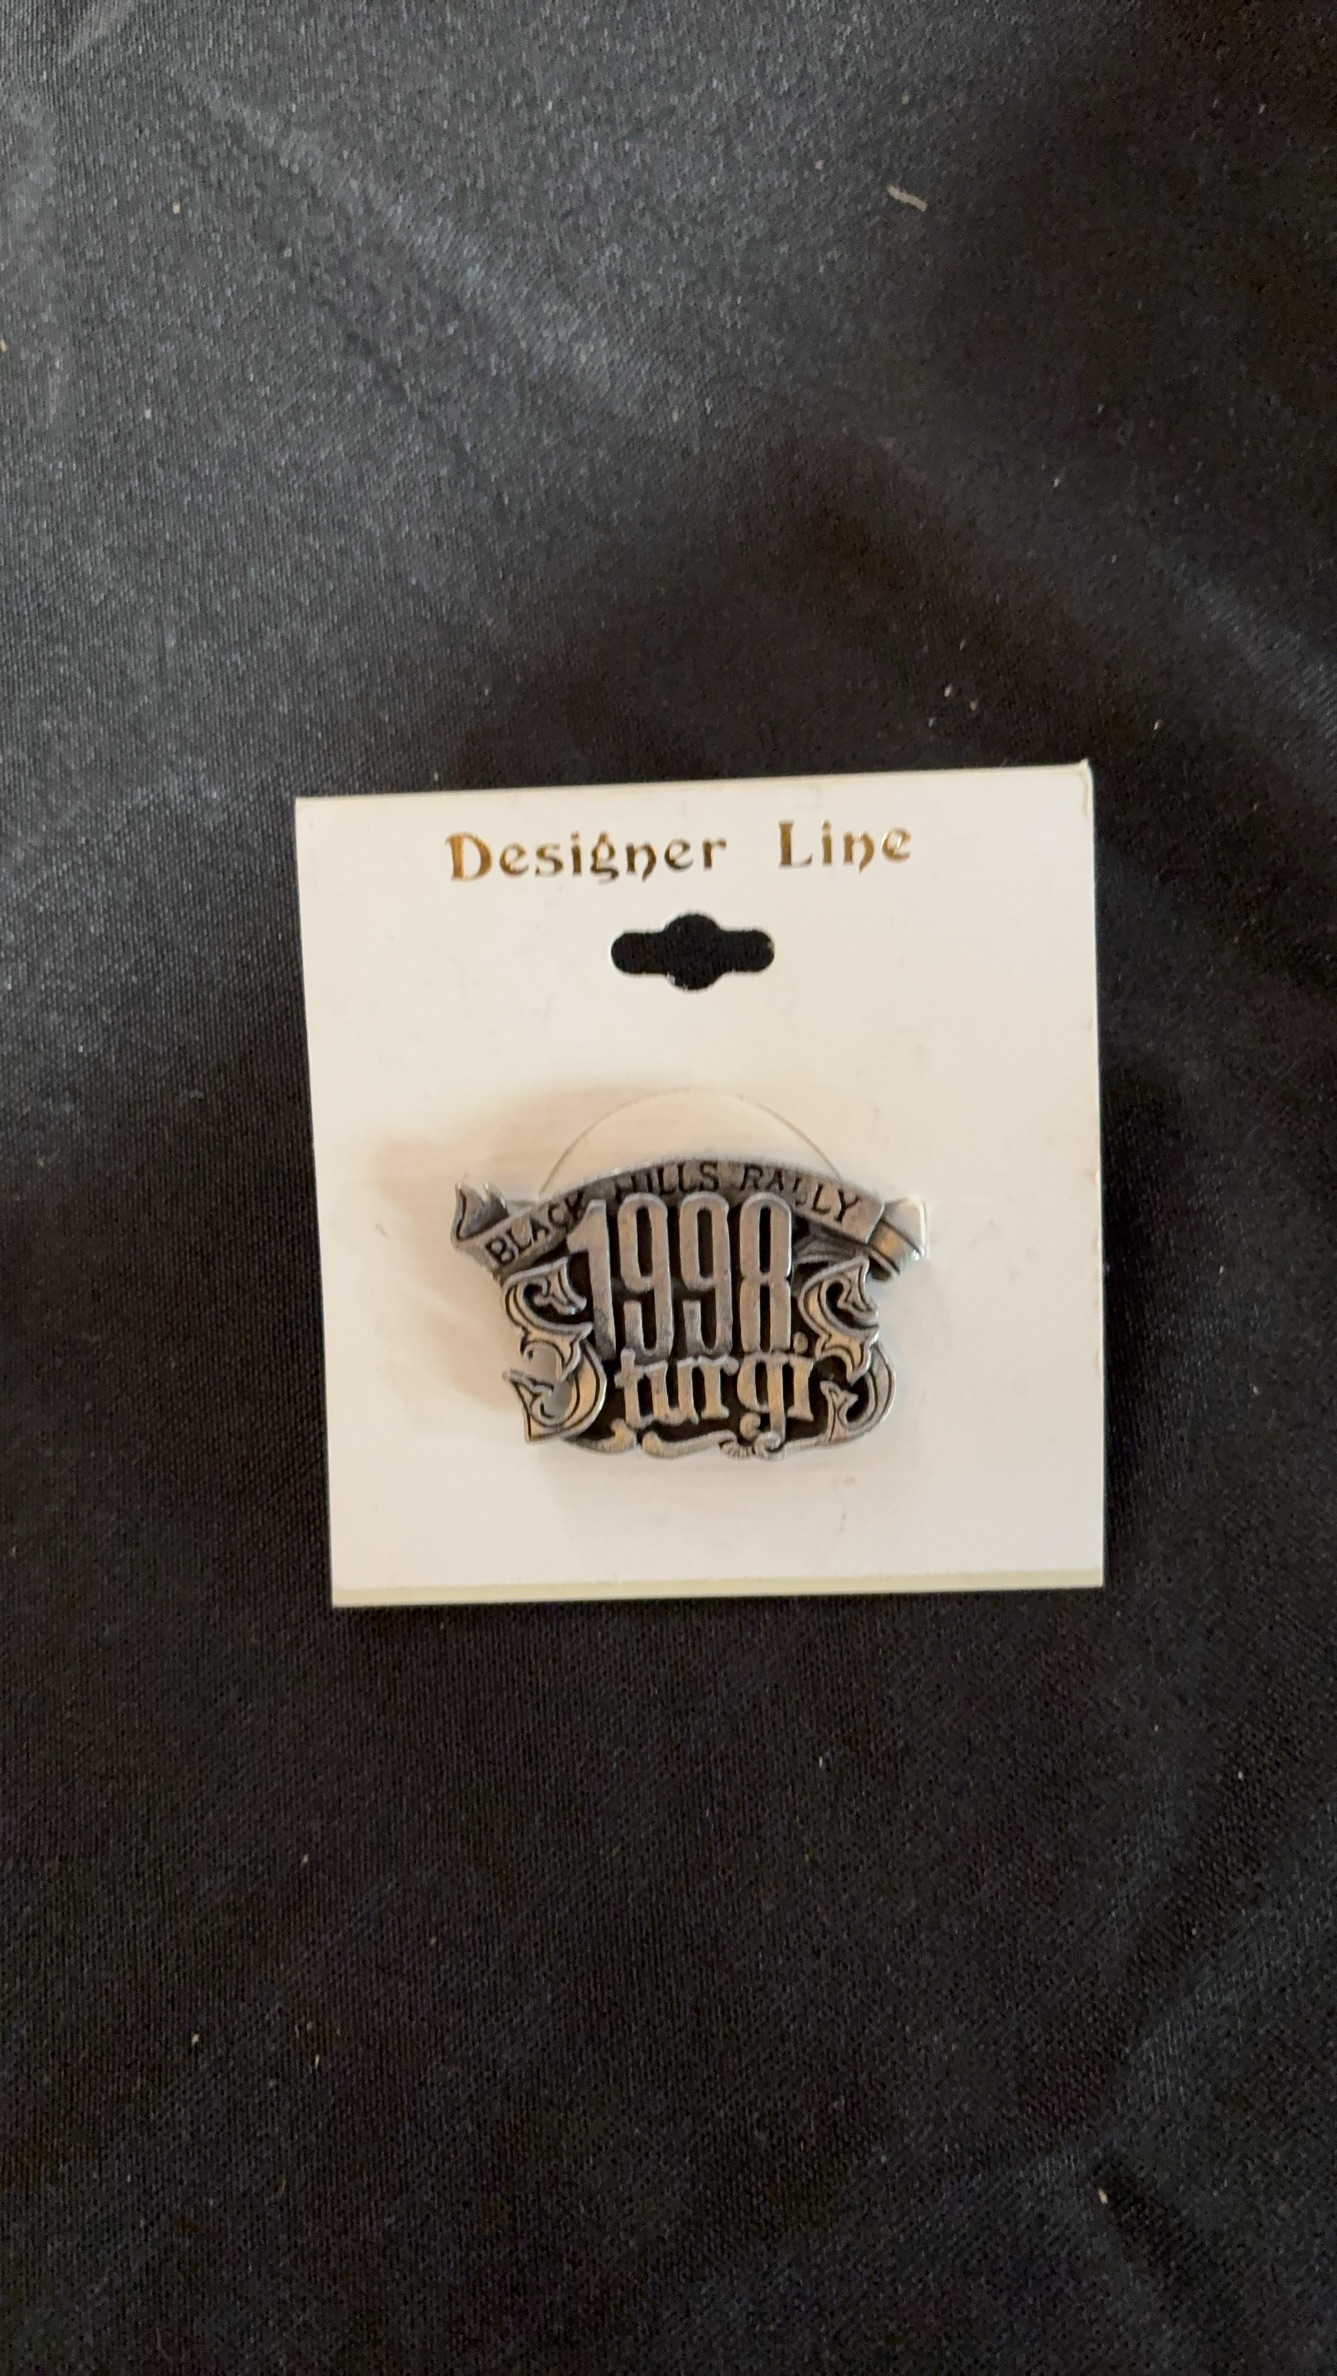 Designer Line
BLACK HILLS RALLY
1998
Sturgis